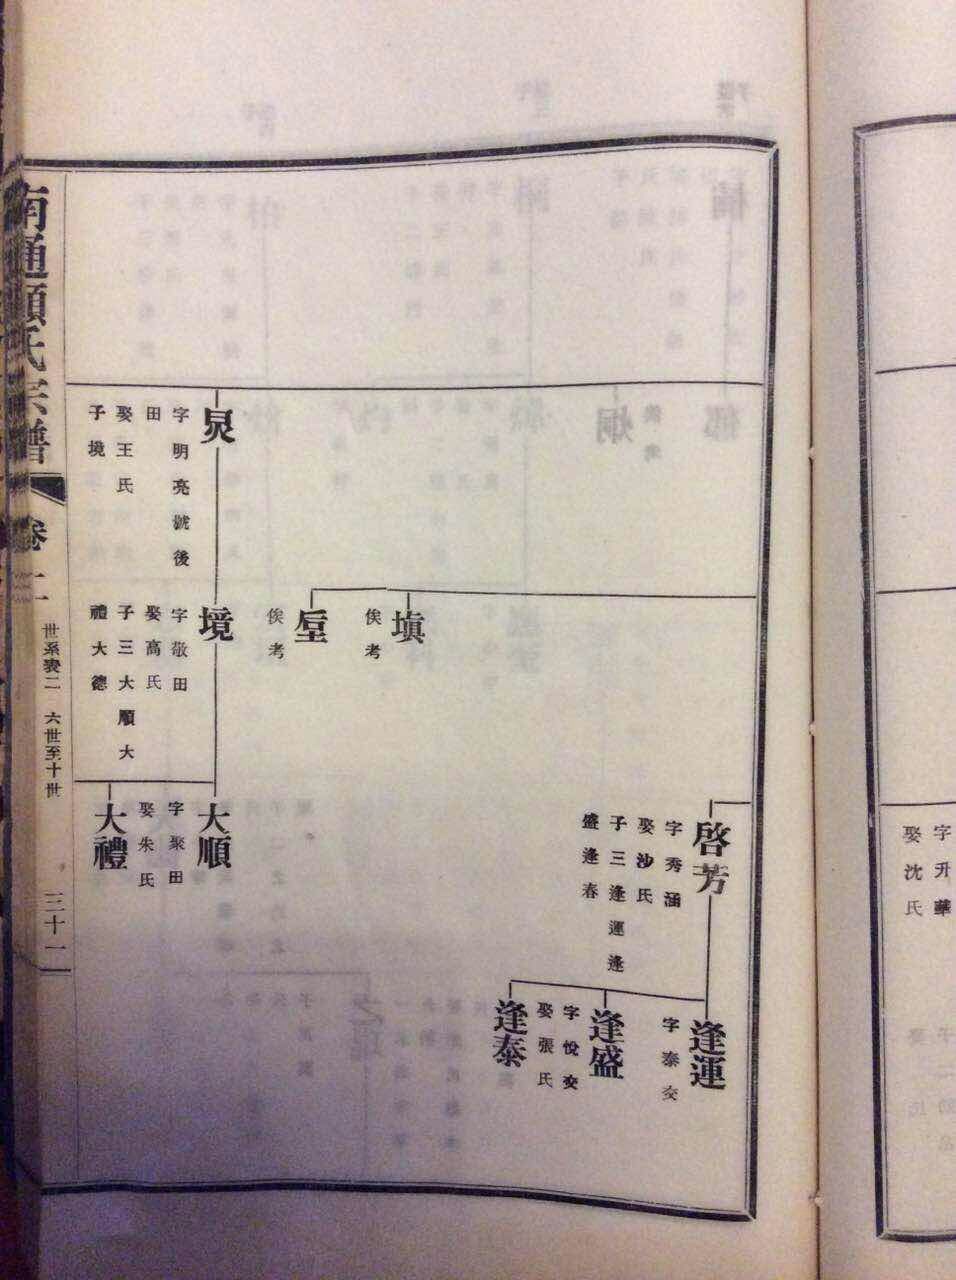 字升華
娶沈氏
啓芳
字秀涵
娶沙氏
子三逢運逢
盛逢春
逢運
字泰交
逢盛
字悅交
娶張氏
逢泰
塡
俟考
俟考
炅
字明亮號後
田
娶王氏
子境
境
字敬田
娶高氏
子三大順大
禮大德
大順
字聚田
娶朱氏
大禮
南通顧氏宗譜
卷二
世系表二 六世至十世
三十一